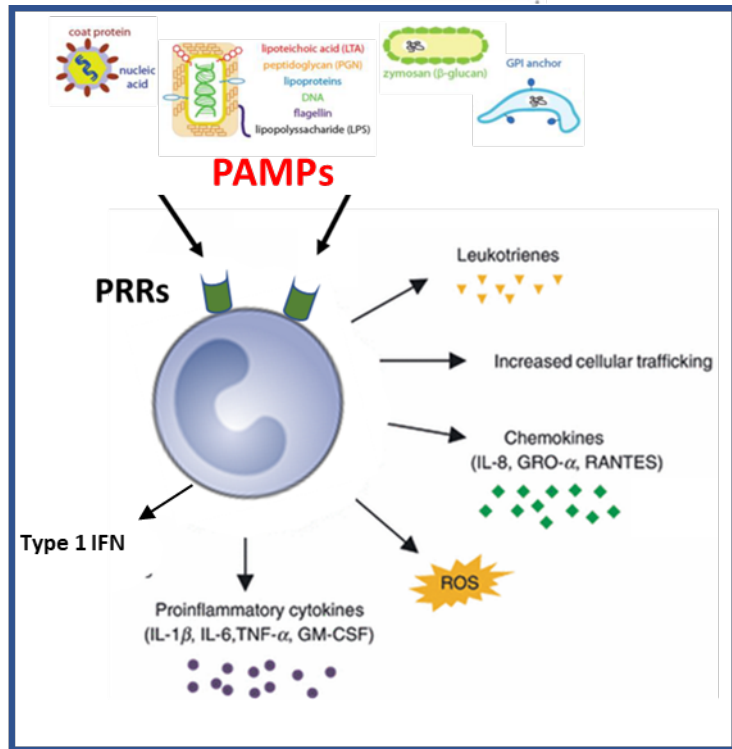 coat protein
nucleic
acid
lipoteichoic acid (LTA)
peptidoglycan (PGN)
lipoproteins
DNA
flagellin
lipopolyssacharide (LPS)
zymosan (β-glucan)
GPI anchor
PAMPs
PRRs
Leukotrienes
Increased cellular trafficking
Chemokines
(IL-8, GRO-α, RANTES)
Type 1 IFN
ROS
Proinflammatory cytokines
(IL-1β, IL-6,TNF-α, GM-CSF)